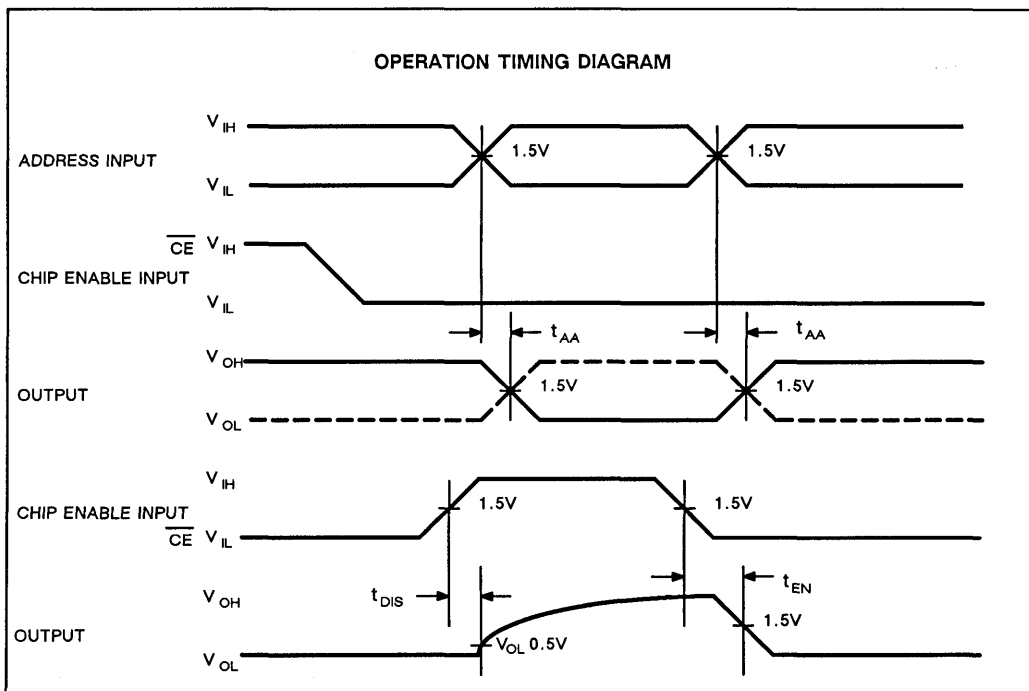 OPERATION TIMING DIAGRAM
V IH
ADDRESS INPUT
1.5V
1.5V
V IL
CE V IH
CHIP ENABLE INPUT
V IL
t AA
t AA
V OH
OUTPUT
1.5V
1.5V
V OL
V IH
CHIP ENABLE INPUT
1.5V
1.5V
CE V IL
V OH
t DIS
t EN
OUTPUT
V OL 0.5V
1.5V
V OL